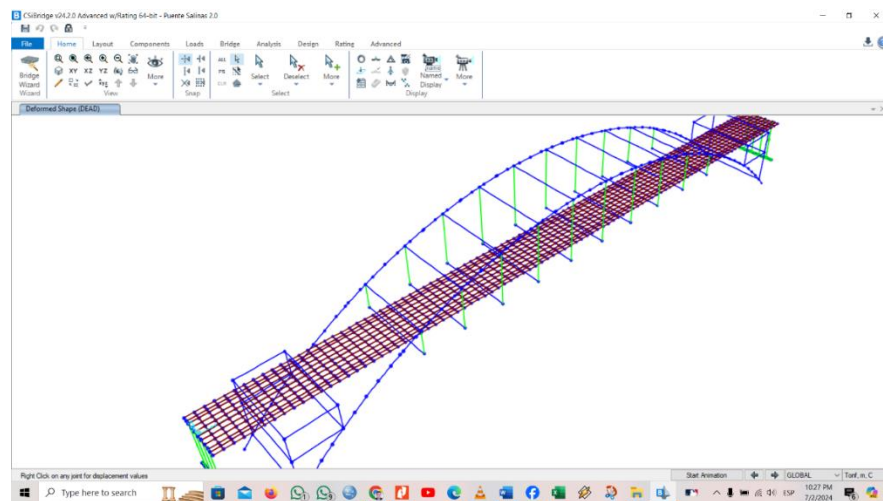 CSiBridge v24.2.0 Advanced w/Rating 64-bit - Puente Salinas 2.0
File Home Layout Components Loads Bridge Analysis Design Rating Advanced
XY XZ YZ
Bridge Wizard
More
Select
Deselect
More
Named Display
More
Wizard View Snap Select Display
Deformed Shape (DEAD)
Right Click on any joint for displacement values
Start Animation
GLOBAL
Tonf, m, C
Type here to search
ESP
10:27 PM
7/2/2024